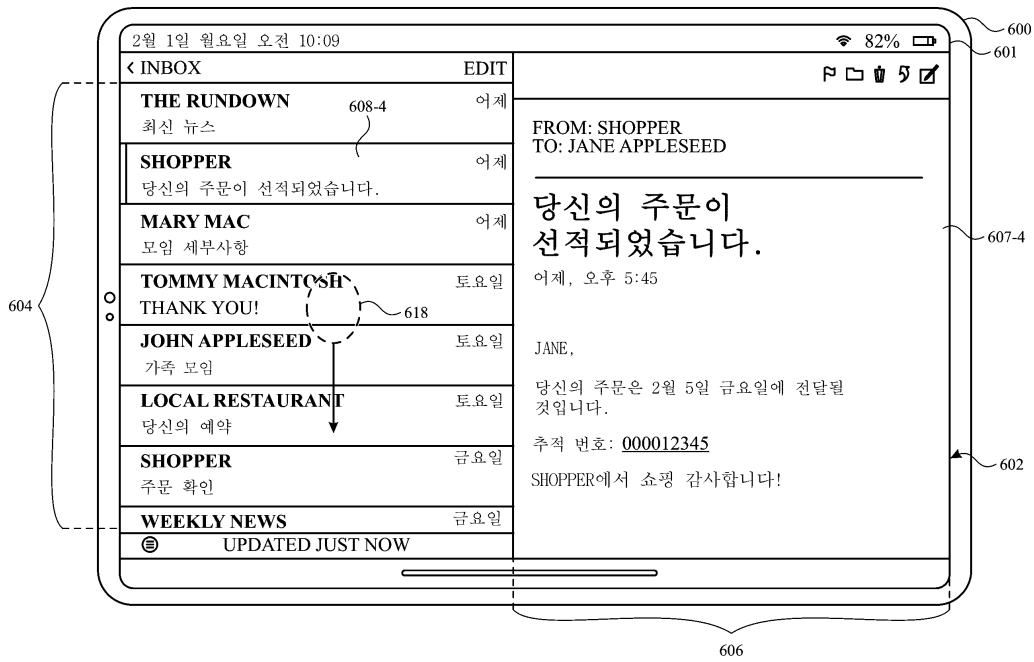 2월 1일 월요일 오전 10:09
82%
600
601
< INBOX
EDIT
THE RUNDOWN
어제
최신 뉴스
608-4
SHOPPER
어제
당신의 주문이 선적되었습니다.
MARY MAC
어제
모임 세부사항
TOMMY MACINTOSH
토요일
THANK YOU!
618
JOHN APPLESEED
토요일
가족 모임
LOCAL RESTAURANT
토요일
당신의 예약
SHOPPER
금요일
주문 확인
WEEKLY NEWS
금요일
UPDATED JUST NOW
604
FROM: SHOPPER
TO: JANE APPLESEED
당신의 주문이
선적되었습니다.
어제, 오후 5:45
607-4
JANE,
당신의 주문은 2월 5일 금요일에 전달될
것입니다.
추적 번호: 000012345
SHOPPER에서 쇼핑 감사합니다!
602
606